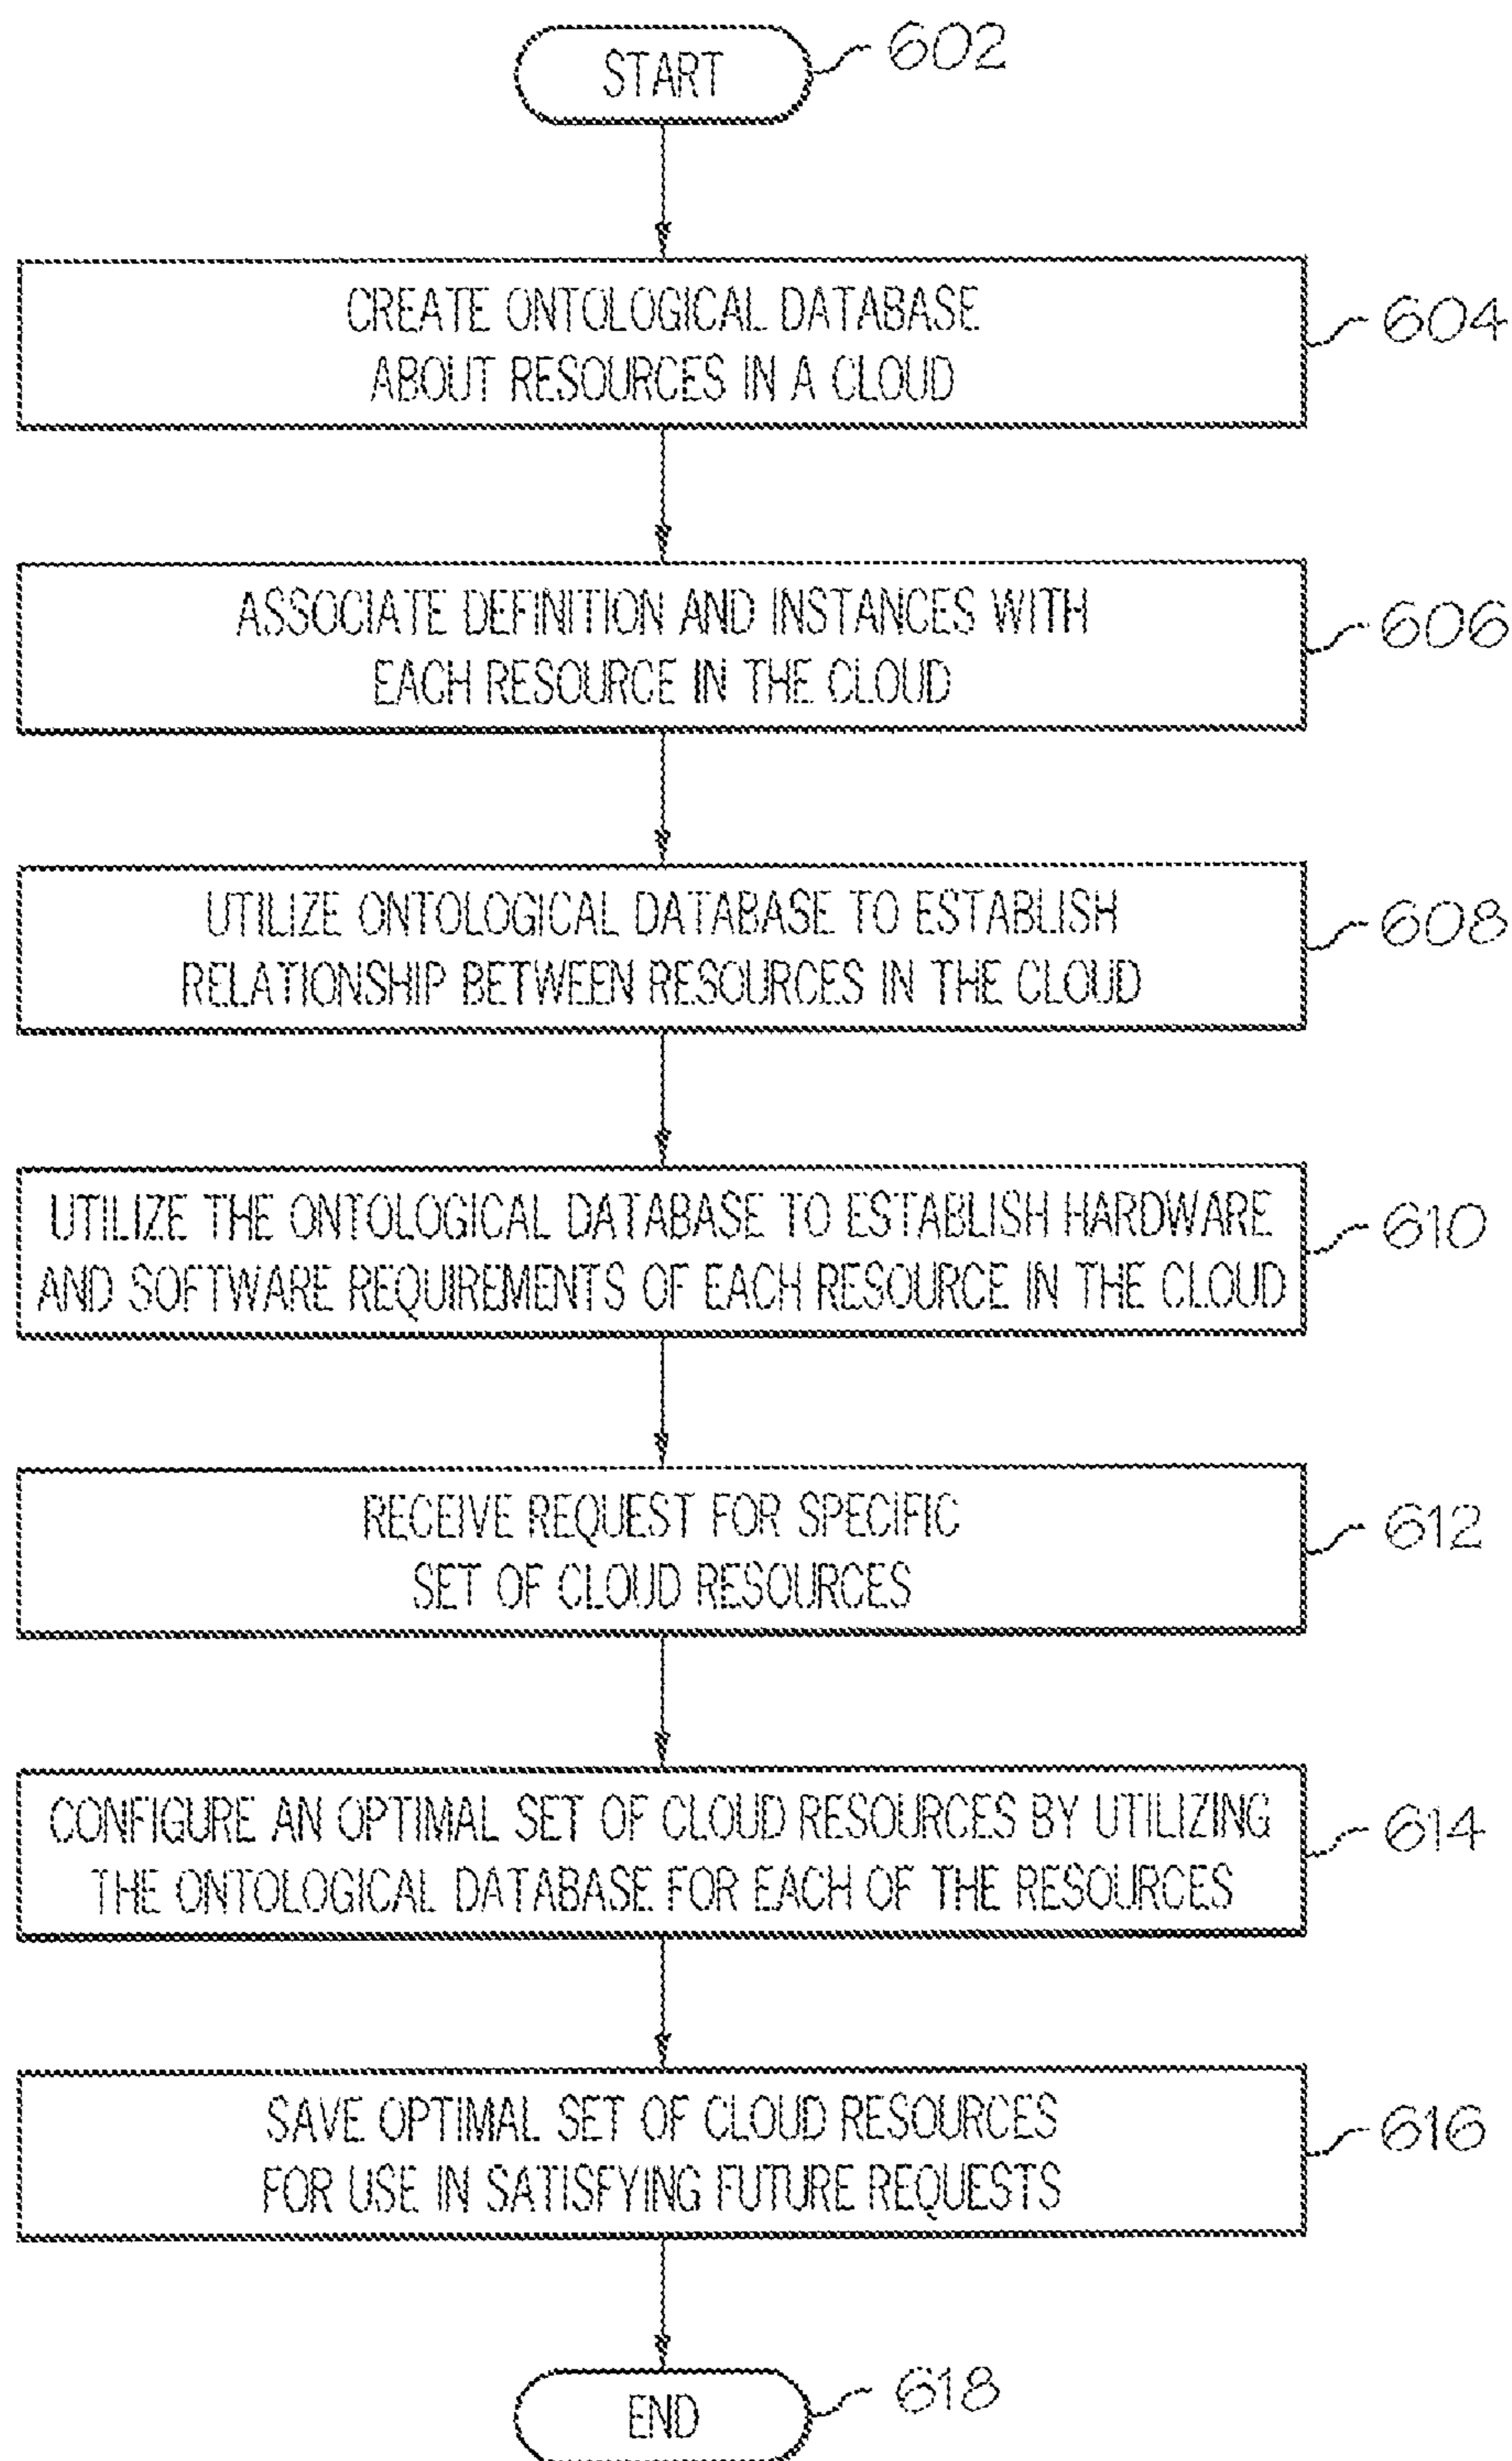 START
602
CREATE ONTOLOGICAL DATABASE
ABOUT RESOURCES IN A CLOUD
604
ASSOCIATE DEFINITION AND INSTANCES WITH
EACH RESOURCE IN THE CLOUD
606
UTILIZE ONTOLOGICAL DATABASE TO ESTABLISH
RELATIONSHIP BETWEEN RESOURCES IN THE CLOUD
608
UTILIZE THE ONTOLOGICAL DATABASE TO ESTABLISH HARDWARE
AND SOFTWARE REQUIREMENTS OF EACH RESOURCE IN THE CLOUD
610
RECEIVE REQUEST FOR SPECIFIC
SET OF CLOUD RESOURCES
612
CONFIGURE AN OPTIMAL SET OF CLOUD RESOURCES BY UTILIZING
THE ONTOLOGICAL DATABASE FOR EACH OF THE RESOURCES
614
SAVE OPTIMAL SET OF CLOUD RESOURCES
FOR USE IN SATISFYING FUTURE REQUESTS
616
END
618